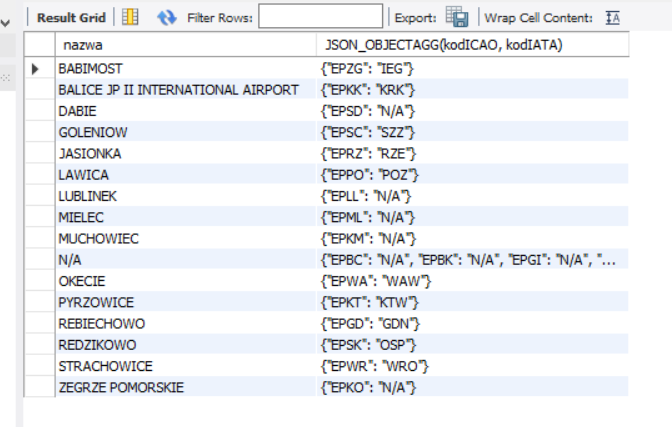 Result Grid Filter Rows: Export: Wrap Cell Content: IA
nazwa JSON_OBJECTAGG(kodICAO, kodIATA)
BABIMOST {"EPZG": "IEG"}
BALICE JP II INTERNATIONAL AIRPORT {"EPKK": "KRK"}
DABIE {"EPSD": "N/A"}
GOLENIOW {"EPSC": "SZZ"}
JASIONKA {"EPRZ": "RZE"}
LAWICA {"EPPO": "POZ"}
LUBLINEK {"EPLL": "N/A"}
MIELEC {"EPML": "N/A"}
MUCHOWIEC {"EPKM": "N/A"}
N/A {"EPBC": "N/A", "EPBK": "N/A", "EPGI": "N/A", "...
OKECIE {"EPWA": "WAW"}
PYRZOWICE {"EPKT": "KTW"}
REBIECHOWO {"EPGD": "GDN"}
REDZIKOWO {"EPSK": "OSP"}
STRACHOWICE {"EPWR": "WRO"}
ZEGRZE POMORSKIE {"EPKO": "N/A"}